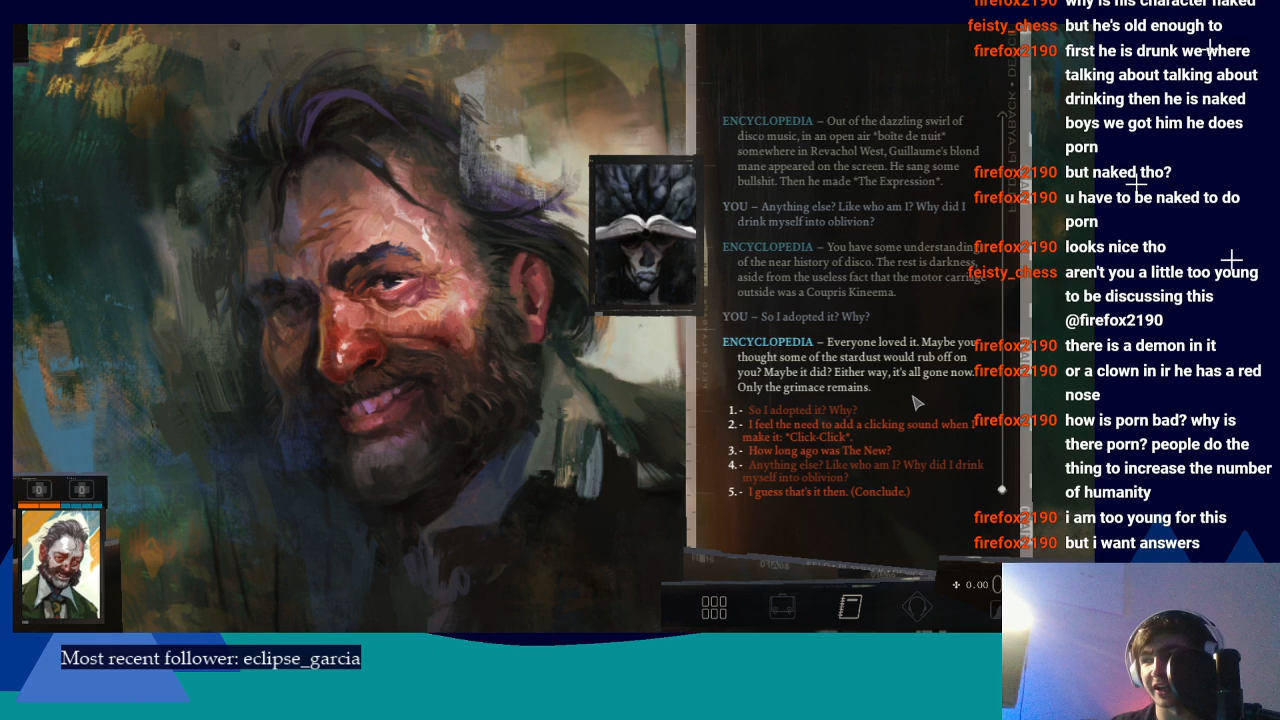 ENCYCLOPEDIA – Out of the dazzling swirl of
disco music, in an open air *boîte de nuit*
somewhere in Revachol West, Guillaume's blond
mane appeared on the screen. He sang some
bullshit. Then he made *The Expression*.
YOU – Anything else? Like who am I? Why did I
drink myself into oblivion?
ENCYCLOPEDIA – You have some understanding
of the near history of disco. The rest is darkness,
aside from the useless fact that the motor carriage
outside was a Coupris Kineema.
YOU – So I adopted it? Why?
ENCYCLOPEDIA – Everyone loved it. Maybe you
thought some of the stardust would rub off on
you? Maybe it did? Either way, it's all gone now.
Only the grimace remains.
1.- So I adopted it? Why?
2.- I feel the need to add a clicking sound when I
make it: *Click-Click*.
3.- How long ago was The New?
4.- Anything else? Like who am I? Why did I drink
myself into oblivion?
5.- I guess that's it then. (Conclude.)
0
0
0.00
firefox2190 why is his character naked
feisty_chess but he's old enough to
firefox2190 first he is drunk we where
talking about talking about
drinking then he is naked
boys we got him he does
porn
firefox2190 but naked tho?
firefox2190 u have to be naked to do
porn
firefox2190 looks nice tho
feisty_chess aren't you a little too young
to be discussing this
@firefox2190
firefox2190 there is a demon in it
firefox2190 or a clown in ir he has a red
nose
firefox2190 how is porn bad? why is
there porn? people do the
thing to increase the number
of humanity
firefox2190 i am too young for this
firefox2190 but i want answers
Most recent follower: eclipse_garcia